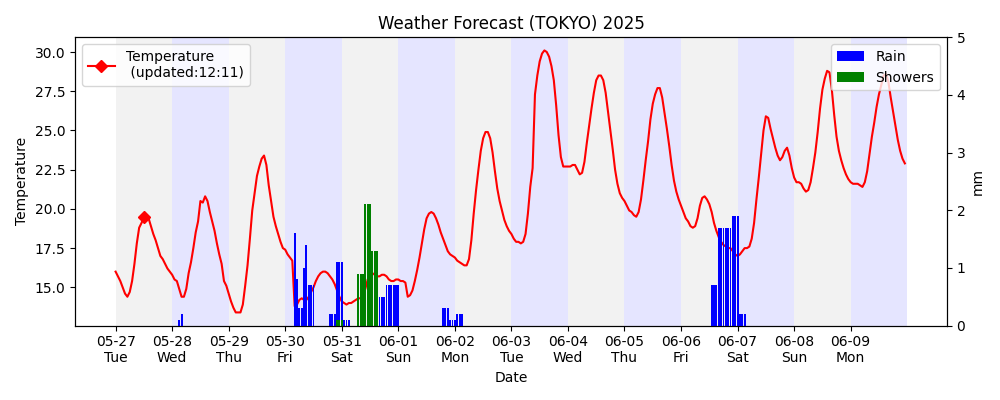 Weather Forecast (TOKYO) 2025
Temperature
(updated:12:11)
Rain
Showers
30.0
27.5
25.0
22.5
20.0
17.5
15.0
Temperature
5
4
3
2
1
0
mm
05-27 05-28 05-29 05-30 05-31 06-01 06-02 06-03 06-04 06-05 06-06 06-07 06-08 06-09
Tue Wed Thu Fri Sat Sun Mon Tue Wed Thu Fri Sat Sun Mon
Date